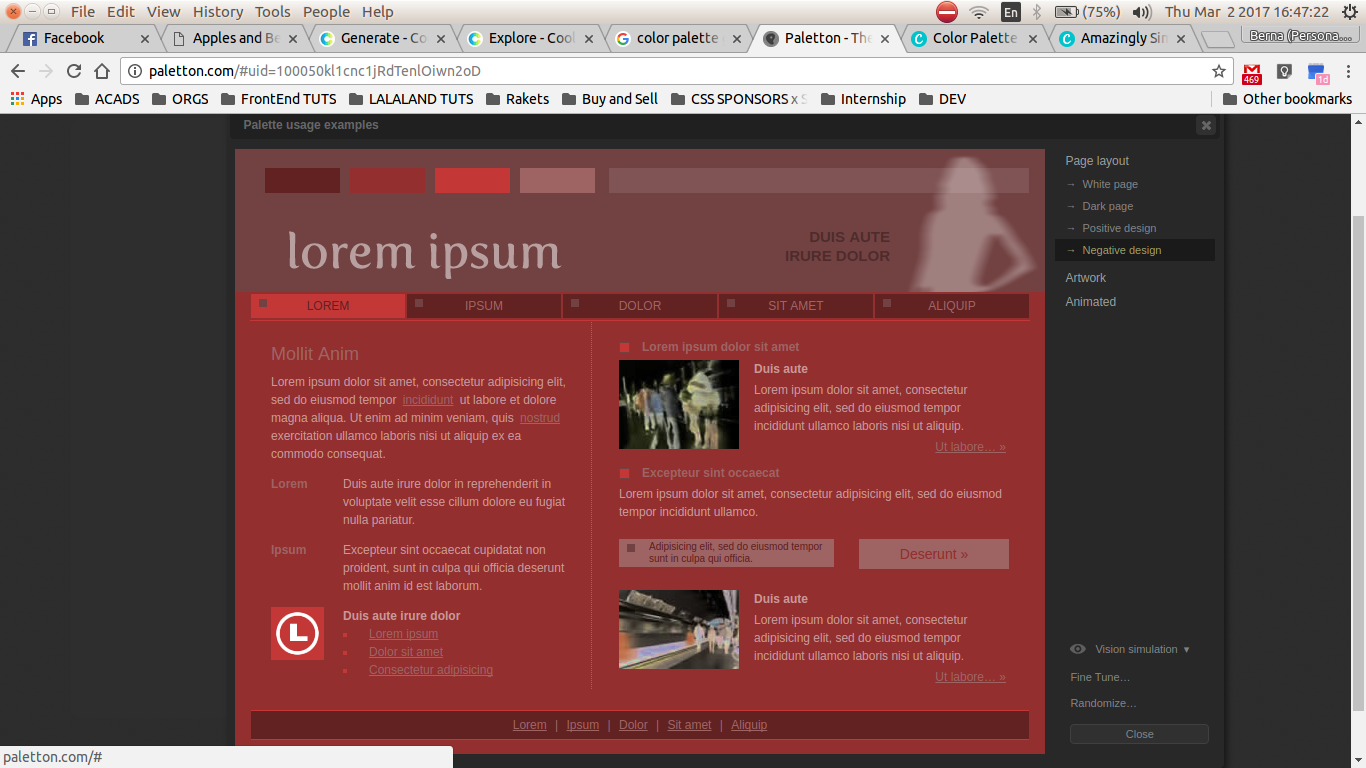 File Edit View History Tools People Help
En (75%) Thu Mar 2 2017 16:47:22
Facebook Apples and Be Generate - Co Explore - Cool color palette Paletton - The Color Palette Amazingly Sim Berna (Persona...
paletton.com/#uid=100050kl1cnc1jRdTenlOiwn2oD 469 1d
Apps ACADS ORGS FrontEnd TUTS LALALAND TUTS Rakets Buy and Sell CSS SPONSORS x S Internship DEV Other bookmarks
Palette usage examples
lorem ipsum
DUIS AUTE
IRURE DOLOR
LOREM IPSUM DOLOR SIT AMET ALIQUIP
Mollit Anim
Lorem ipsum dolor sit amet, consectetur adipisicing elit,
sed do eiusmod tempor incididunt ut labore et dolore
magna aliqua. Ut enim ad minim veniam, quis nostrud
exercitation ullamco laboris nisi ut aliquip ex ea
commodo consequat.
Lorem Duis aute irure dolor in reprehenderit in
voluptate velit esse cillum dolore eu fugiat
nulla pariatur.
Ipsum Excepteur sint occaecat cupidatat non
proident, sunt in culpa qui officia deserunt
mollit anim id est laborum.
L
Duis aute irure dolor
Lorem ipsum
Dolor sit amet
Consectetur adipisicing
Lorem ipsum dolor sit amet
Duis aute
Lorem ipsum dolor sit amet, consectetur
adipisicing elit, sed do eiusmod tempor
incididunt ullamco laboris nisi ut aliquip.
Ut labore... »
Excepteur sint occaecat
Lorem ipsum dolor sit amet, consectetur adipisicing elit, sed do eiusmod
tempor incididunt ullamco.
Adipisicing elit, sed do eiusmod tempor
sunt in culpa qui officia.
Deserunt »
Duis aute
Lorem ipsum dolor sit amet, consectetur
adipisicing elit, sed do eiusmod tempor
incididunt ullamco laboris nisi ut aliquip.
Ut labore... »
Lorem | Ipsum | Dolor | Sit amet | Aliquip
Page layout
→ White page
→ Dark page
→ Positive design
→ Negative design
Artwork
Animated
Vision simulation ▾
Fine Tune...
Randomize...
Close
paletton.com/#